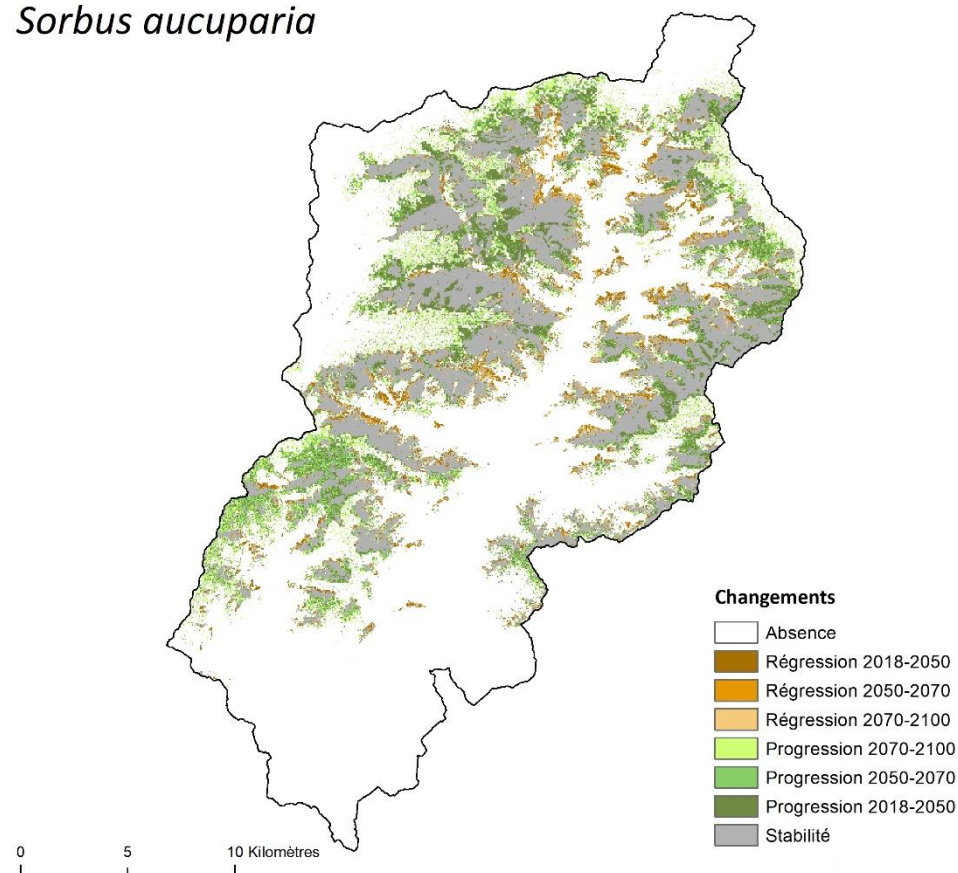 Sorbus aucuparia
Changements
Absence
Régression 2018-2050
Régression 2050-2070
Régression 2070-2100
Progression 2070-2100
Progression 2050-2070
Progression 2018-2050
Stabilité
0 5 10 Kilomètres